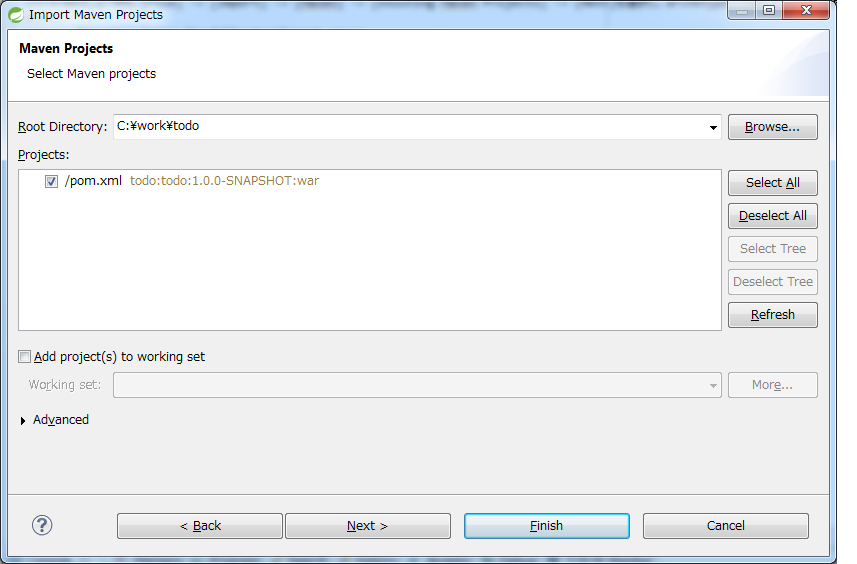 Import Maven Projects
Maven Projects
Select Maven projects
Root Directory: C:¥work¥todo Browse...
Projects:
/pom.xml todo:todo:1.0.0-SNAPSHOT:war
Select All
Deselect All
Select Tree
Deselect Tree
Refresh
Add project(s) to working set
Working set: More...
Advanced
? < Back Next > Finish Cancel